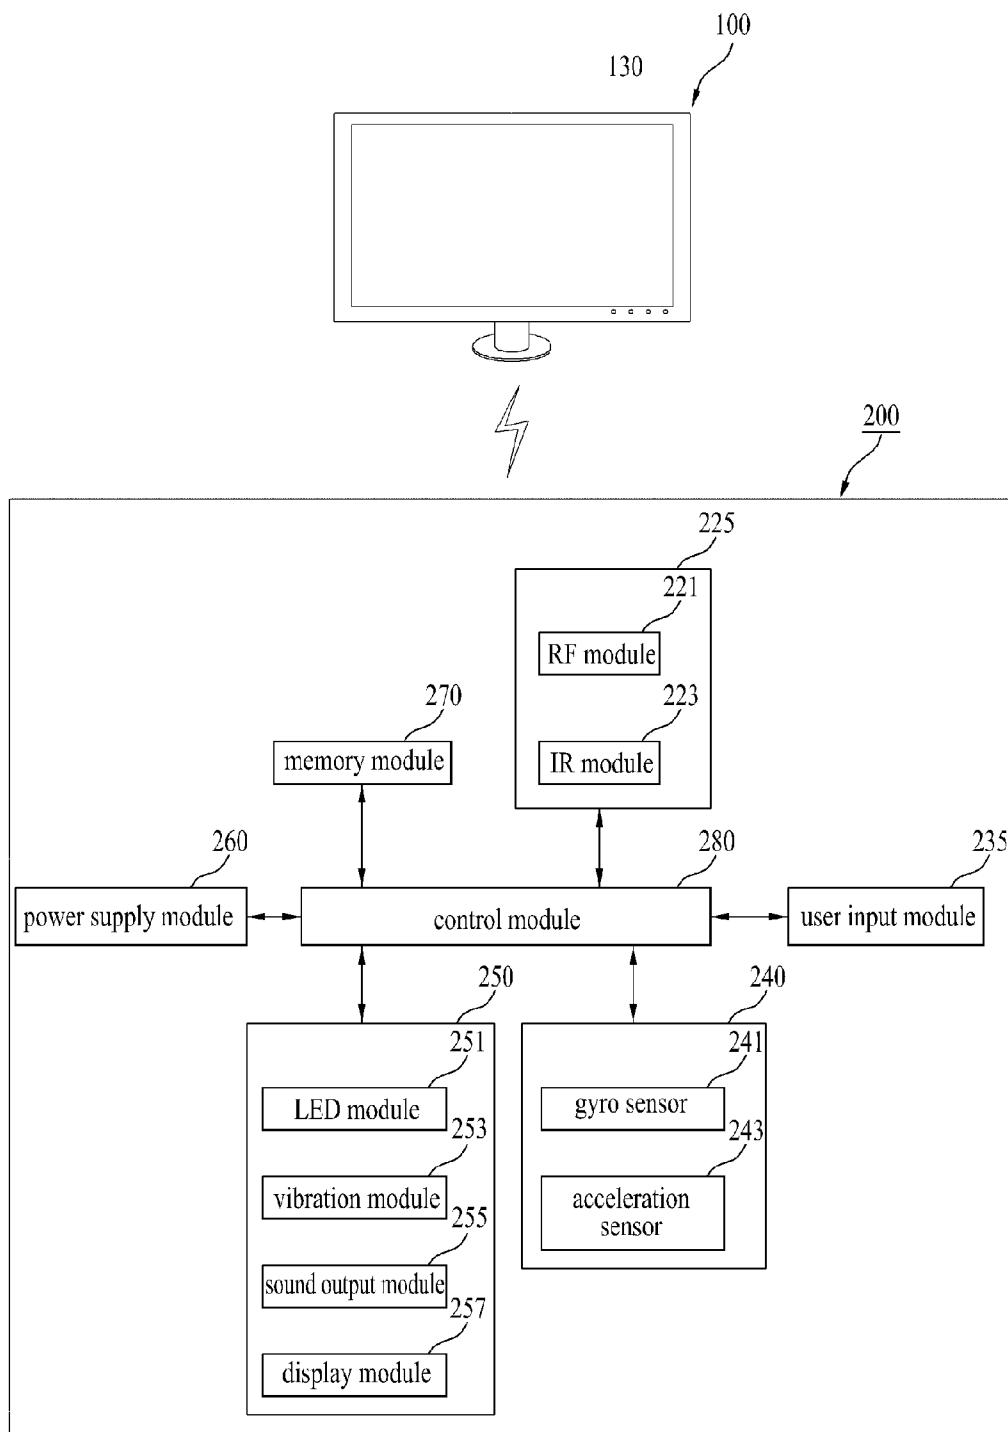 100
130
200
225
221
RF module
270
223
memory module
IR module
260
280
235
power supply module
control module
user input module
250
240
251
241
LED module
gyro sensor
253
243
vibration module
acceleration
sensor
255
sound output module
257
display module